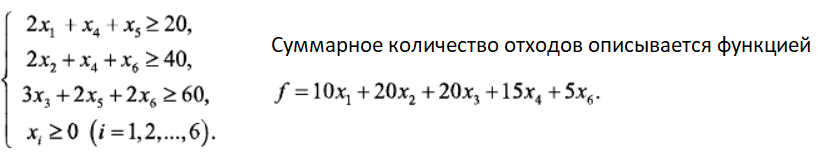 2x₁ + x₄ + x₅ ≥ 20,
2x₂ + x₄ + x₆ ≥ 40,
3x₃ + 2x₅ + 2x₆ ≥ 60,
xᵢ ≥ 0 (i = 1,2,...,6).
Суммарное количество отходов описывается функцией
f = 10x₁ + 20x₂ + 20x₃ + 15x₄ + 5x₆.